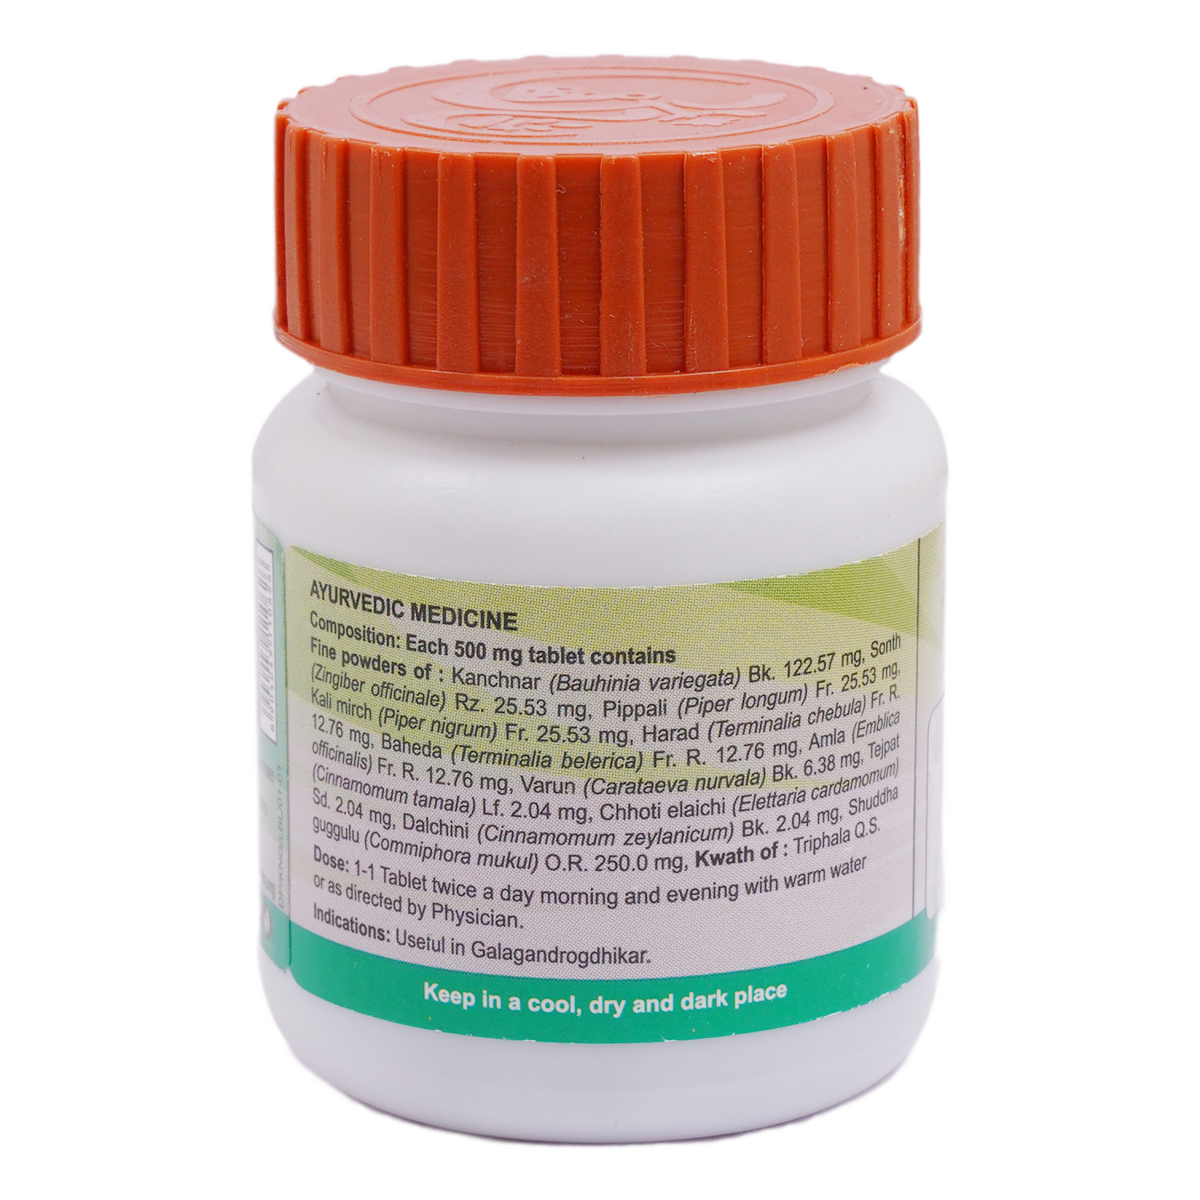 AYURVEDIC MEDICINE
Composition: Each 500 mg tablet contains
Fine powders of : Kanchnar (Bauhinia variegata) Bk. 122.57 mg, Sonth
(Zingiber officinale) Rz. 25.53 mg, Pippali (Piper longum) Fr. 25.53 mg,
Kali mirch (Piper nigrum) Fr. 25.53 mg, Harad (Terminalia chebula) Fr. R.
12.76 mg, Baheda (Terminalia belerica) Fr. R. 12.76 mg, Amla (Emblica
officinalis) Fr. R. 12.76 mg, Varun (Carataeva nurvala) Bk. 6.38 mg, Tejpat
(Cinnamomum tamala) Lf. 2.04 mg, Chhoti elaichi (Elettaria cardamomum)
Sd. 2.04 mg, Dalchini (Cinnamomum zeylanicum) Bk. 2.04 mg, Shuddha
guggulu (Commiphora mukul) O.R. 250.0 mg, Kwath of : Triphala Q.S.
Dose: 1-1 Tablet twice a day morning and evening with warm water
or as directed by Physician.
Indications: Usetul in Galagandrogdhikar.
Keep in a cool, dry and dark place